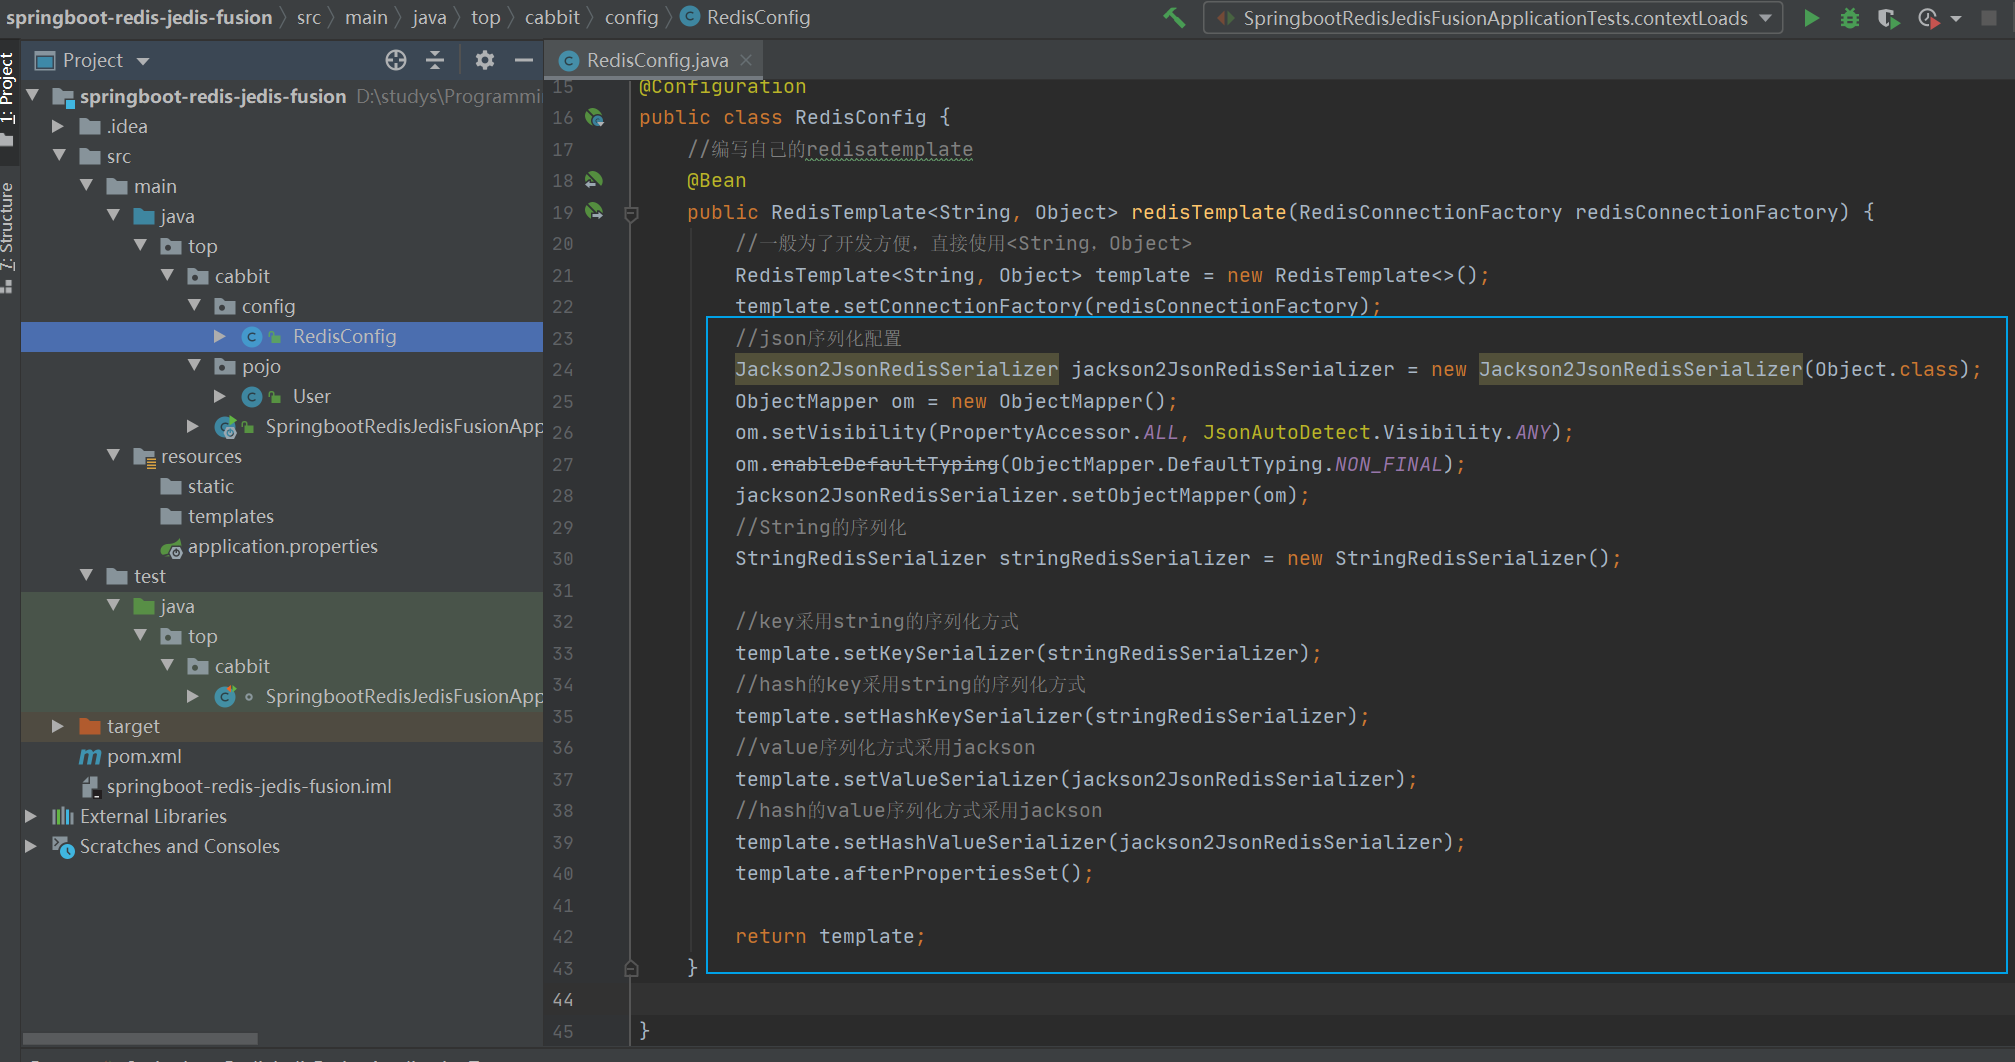 springboot-redis-jedis-fusion 〉 src 〉 main 〉 java 〉 top 〉 cabbit 〉 config 〉 RedisConfig
SpringbootRedisJedisFusionApplicationTests.contextLoads
1: Project
7: Structure
Project
springboot-redis-jedis-fusion D:\studys\Programmi
.idea
src
main
java
top
cabbit
config
RedisConfig
pojo
User
SpringbootRedisJedisFusionApp
resources
static
templates
application.properties
test
java
top
cabbit
SpringbootRedisJedisFusionApp
target
pom.xml
springboot-redis-jedis-fusion.iml
External Libraries
Scratches and Consoles
RedisConfig.java
15 @Configuration
16 public class RedisConfig {
17 //编写自己的redisatemplate
18 @Bean
19 public RedisTemplate<String, Object> redisTemplate(RedisConnectionFactory redisConnectionFactory) {
20 //一般为了开发方便，直接使用<String，Object>
21 RedisTemplate<String, Object> template = new RedisTemplate<>();
22 template.setConnectionFactory(redisConnectionFactory);
23 //json序列化配置
24 Jackson2JsonRedisSerializer jackson2JsonRedisSerializer = new Jackson2JsonRedisSerializer(Object.class);
25 ObjectMapper om = new ObjectMapper();
26 om.setVisibility(PropertyAccessor.ALL, JsonAutoDetect.Visibility.ANY);
27 om.enableDefaultTyping(ObjectMapper.DefaultTyping.NON_FINAL);
28 jackson2JsonRedisSerializer.setObjectMapper(om);
29 //String的序列化
30 StringRedisSerializer stringRedisSerializer = new StringRedisSerializer();
31
32 //key采用string的序列化方式
33 template.setKeySerializer(stringRedisSerializer);
34 //hash的key采用string的序列化方式
35 template.setHashKeySerializer(stringRedisSerializer);
36 //value序列化方式采用jackson
37 template.setValueSerializer(jackson2JsonRedisSerializer);
38 //hash的value序列化方式采用jackson
39 template.setHashValueSerializer(jackson2JsonRedisSerializer);
40 template.afterPropertiesSet();
41
42 return template;
43 }
44
45 }